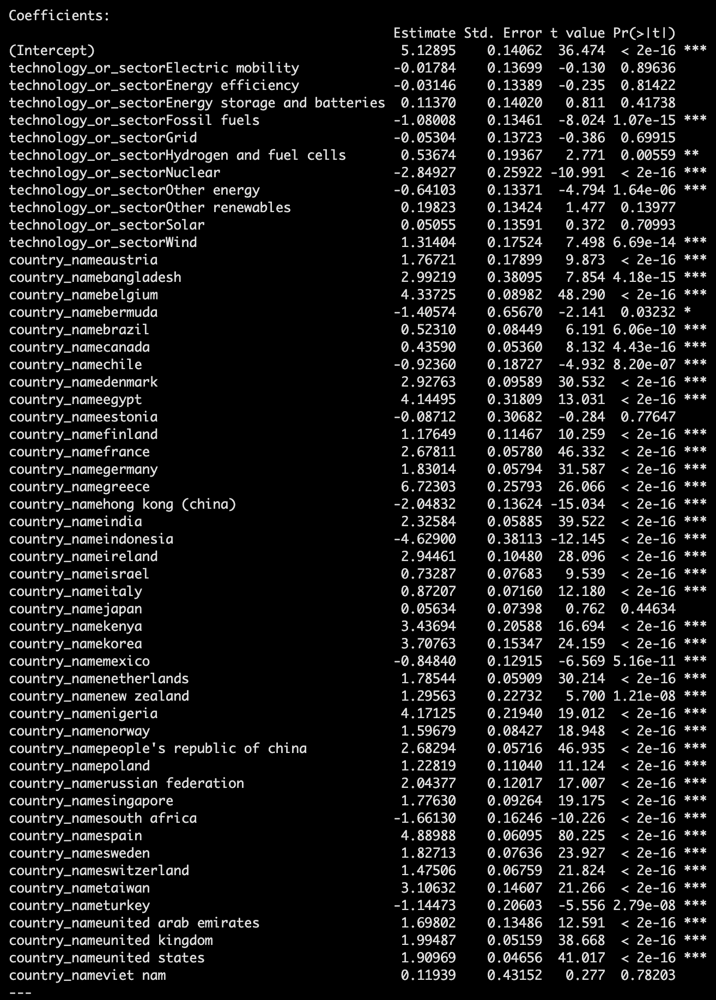 Coefficients:
Estimate Std. Error t value Pr(>|t|)
(Intercept) 5.12895 0.14062 36.474 < 2e-16 ***
technology_or_sectorElectric mobility -0.01784 0.13699 -0.130 0.89636
technology_or_sectorEnergy efficiency -0.03146 0.13389 -0.235 0.81422
technology_or_sectorEnergy storage and batteries 0.11370 0.14020 0.811 0.41738
technology_or_sectorFossil fuels -1.08008 0.13461 -8.024 1.07e-15 ***
technology_or_sectorGrid -0.05304 0.13723 -0.386 0.69915
technology_or_sectorHydrogen and fuel cells 0.53674 0.19367 2.771 0.00559 **
technology_or_sectorNuclear -2.84927 0.25922 -10.991 < 2e-16 ***
technology_or_sectorOther energy -0.64103 0.13371 -4.794 1.64e-06 ***
technology_or_sectorOther renewables 0.19823 0.13424 1.477 0.13977
technology_or_sectorSolar 0.05055 0.13591 0.372 0.70993
technology_or_sectorWind 1.31404 0.17524 7.498 6.69e-14 ***
country_nameaustria 1.76721 0.17899 9.873 < 2e-16 ***
country_namebangladesh 2.99219 0.38095 7.854 4.18e-15 ***
country_namebelgium 4.33725 0.08982 48.290 < 2e-16 ***
country_namebermuda -1.40574 0.65670 -2.141 0.03232 *
country_namebrazil 0.52310 0.08449 6.191 6.06e-10 ***
country_namecanada 0.43590 0.05360 8.132 4.43e-16 ***
country_namechile -0.92360 0.18727 -4.932 8.20e-07 ***
country_namedenmark 2.92763 0.09589 30.532 < 2e-16 ***
country_nameegypt 4.14495 0.31809 13.031 < 2e-16 ***
country_nameestonia -0.08712 0.30682 -0.284 0.77647
country_namefinland 1.17649 0.11467 10.259 < 2e-16 ***
country_namefrance 2.67811 0.05780 46.332 < 2e-16 ***
country_namegermany 1.83014 0.05794 31.587 < 2e-16 ***
country_namegreece 6.72303 0.25793 26.066 < 2e-16 ***
country_namehong kong (china) -2.04832 0.13624 -15.034 < 2e-16 ***
country_nameindia 2.32584 0.05885 39.522 < 2e-16 ***
country_nameindonesia -4.62900 0.38113 -12.145 < 2e-16 ***
country_nameireland 2.94461 0.10480 28.096 < 2e-16 ***
country_nameisrael 0.73287 0.07683 9.539 < 2e-16 ***
country_nameitaly 0.87207 0.07160 12.180 < 2e-16 ***
country_namejapan 0.05634 0.07398 0.762 0.44634
country_namekenya 3.43694 0.20588 16.694 < 2e-16 ***
country_namekorea 3.70763 0.15347 24.159 < 2e-16 ***
country_namemexico -0.84840 0.12915 -6.569 5.16e-11 ***
country_namenetherlands 1.78544 0.05909 30.214 < 2e-16 ***
country_namenew zealand 1.29563 0.22732 5.700 1.21e-08 ***
country_namenigeria 4.17125 0.21940 19.012 < 2e-16 ***
country_namenorway 1.59679 0.08427 18.948 < 2e-16 ***
country_namepeople's republic of china 2.68294 0.05716 46.935 < 2e-16 ***
country_namepoland 1.22819 0.11040 11.124 < 2e-16 ***
country_namerussian federation 2.04377 0.12017 17.007 < 2e-16 ***
country_namesingapore 1.77630 0.09264 19.175 < 2e-16 ***
country_namesouth africa -1.66130 0.16246 -10.226 < 2e-16 ***
country_namespain 4.88988 0.06095 80.225 < 2e-16 ***
country_namesweden 1.82713 0.07636 23.927 < 2e-16 ***
country_nameswitzerland 1.47506 0.06759 21.824 < 2e-16 ***
country_nametaiwan 3.10632 0.14607 21.266 < 2e-16 ***
country_nameturkey -1.14473 0.20603 -5.556 2.79e-08 ***
country_nameunited arab emirates 1.69802 0.13486 12.591 < 2e-16 ***
country_nameunited kingdom 1.99487 0.05159 38.668 < 2e-16 ***
country_nameunited states 1.90969 0.04656 41.017 < 2e-16 ***
country_nameviet nam 0.11939 0.43152 0.277 0.78203
---